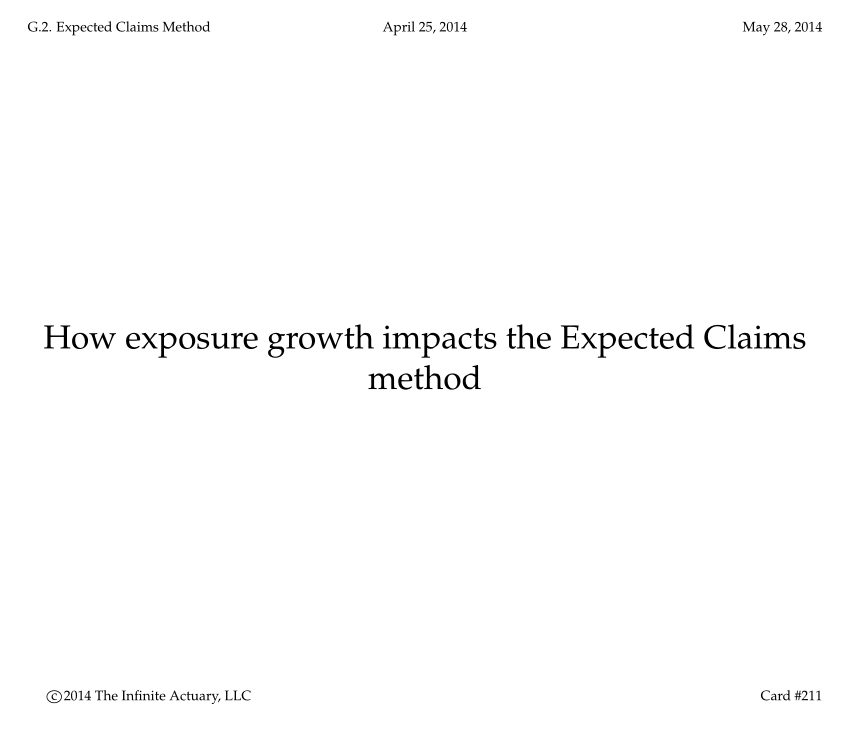 G.2. Expected Claims Method April 25, 2014 May 28, 2014
How exposure growth impacts the Expected Claims
method
©2014 The Infinite Actuary, LLC Card #211